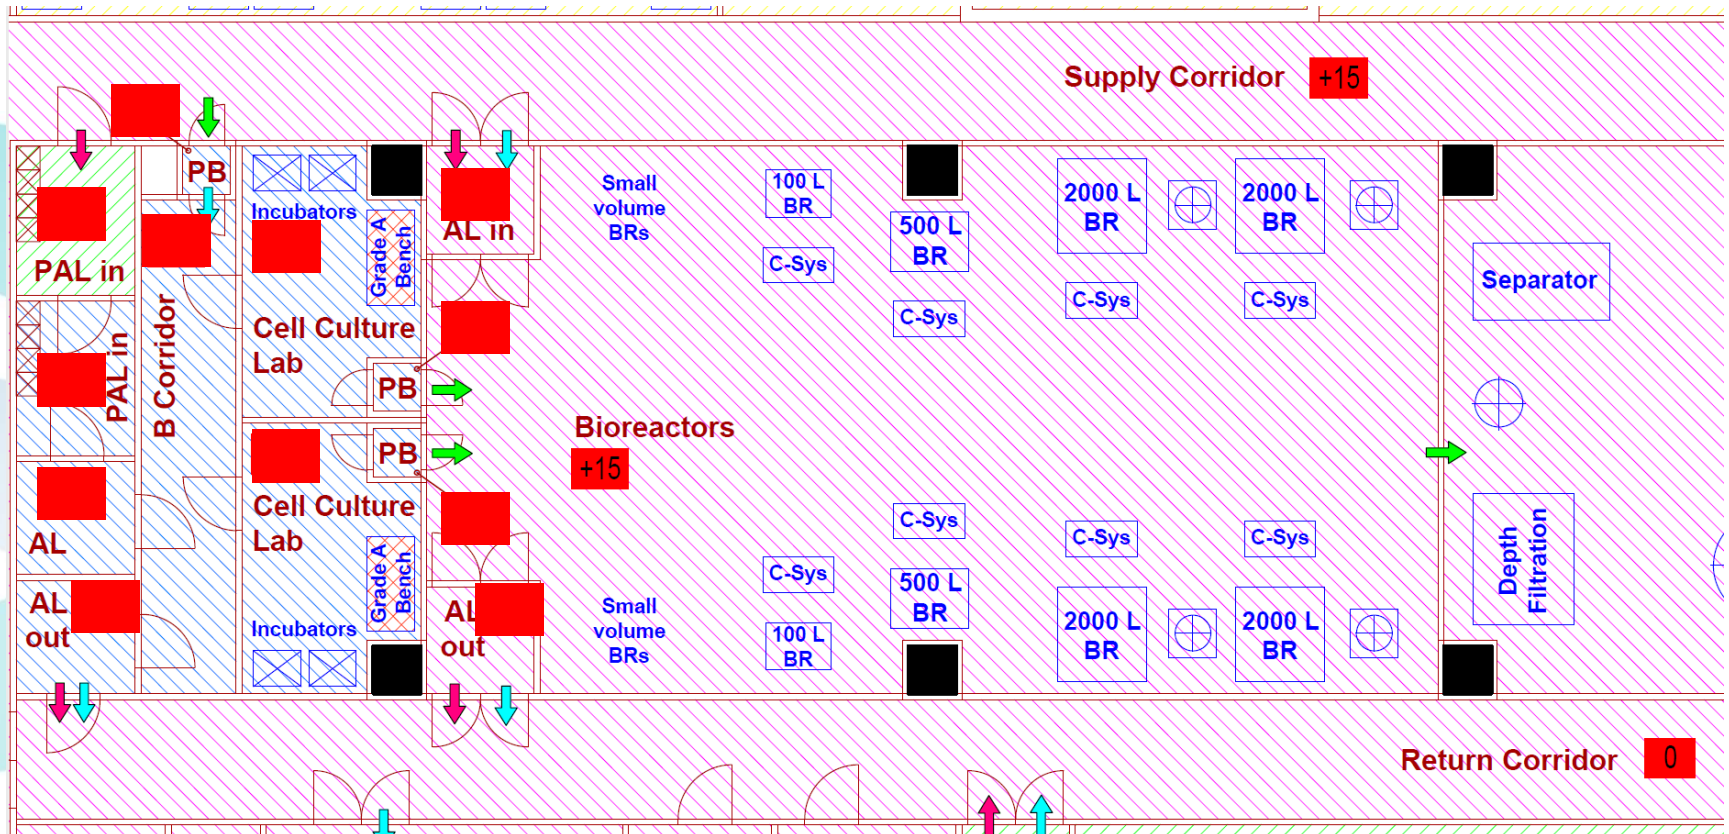 Supply Corridor +15
PB
Incubators
Grade A
Bench
PAL in
AL in
Small
volume
BRs
100 L
BR
C-Sys
500 L
BR
C-Sys
2000 L
BR
C-Sys
2000 L
BR
C-Sys
Separator
PAL in
B Corridor
Cell Culture
Lab
PB
PB
Bioreactors
+15
Cell Culture
Lab
AL
AL
out
Grade A
Bench
Incubators
AL
out
Small
volume
BRs
C-Sys
100 L
BR
C-Sys
500 L
BR
C-Sys
2000 L
BR
C-Sys
2000 L
BR
Depth
Filtration
Return Corridor 0